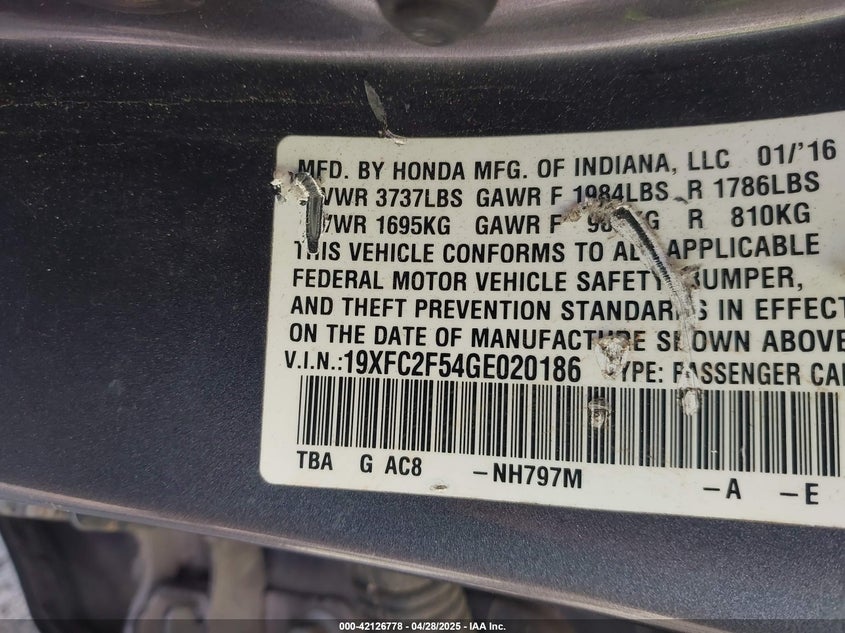 MFD. BY HONDA MFG. OF INDIANA, LLC 01/'16
VWR 3737LBS GAWR F 1984LBS R 1786LBS
WR 1695KG GAWR F 98 G R 810KG
THIS VEHICLE CONFORMS TO ALL APPLICABLE
FEDERAL MOTOR VEHICLE SAFETY, BUMPER,
AND THEFT PREVENTION STANDARDS IN EFFECT
ON THE DATE OF MANUFACTURE SHOWN ABOVE
V.I.N.:19XFC2F54GE020186 TYPE: PASSENGER CAR
TBA G AC8 -NH797M -A -E
000-42126778 / 04/28/2025 - IAA Inc.